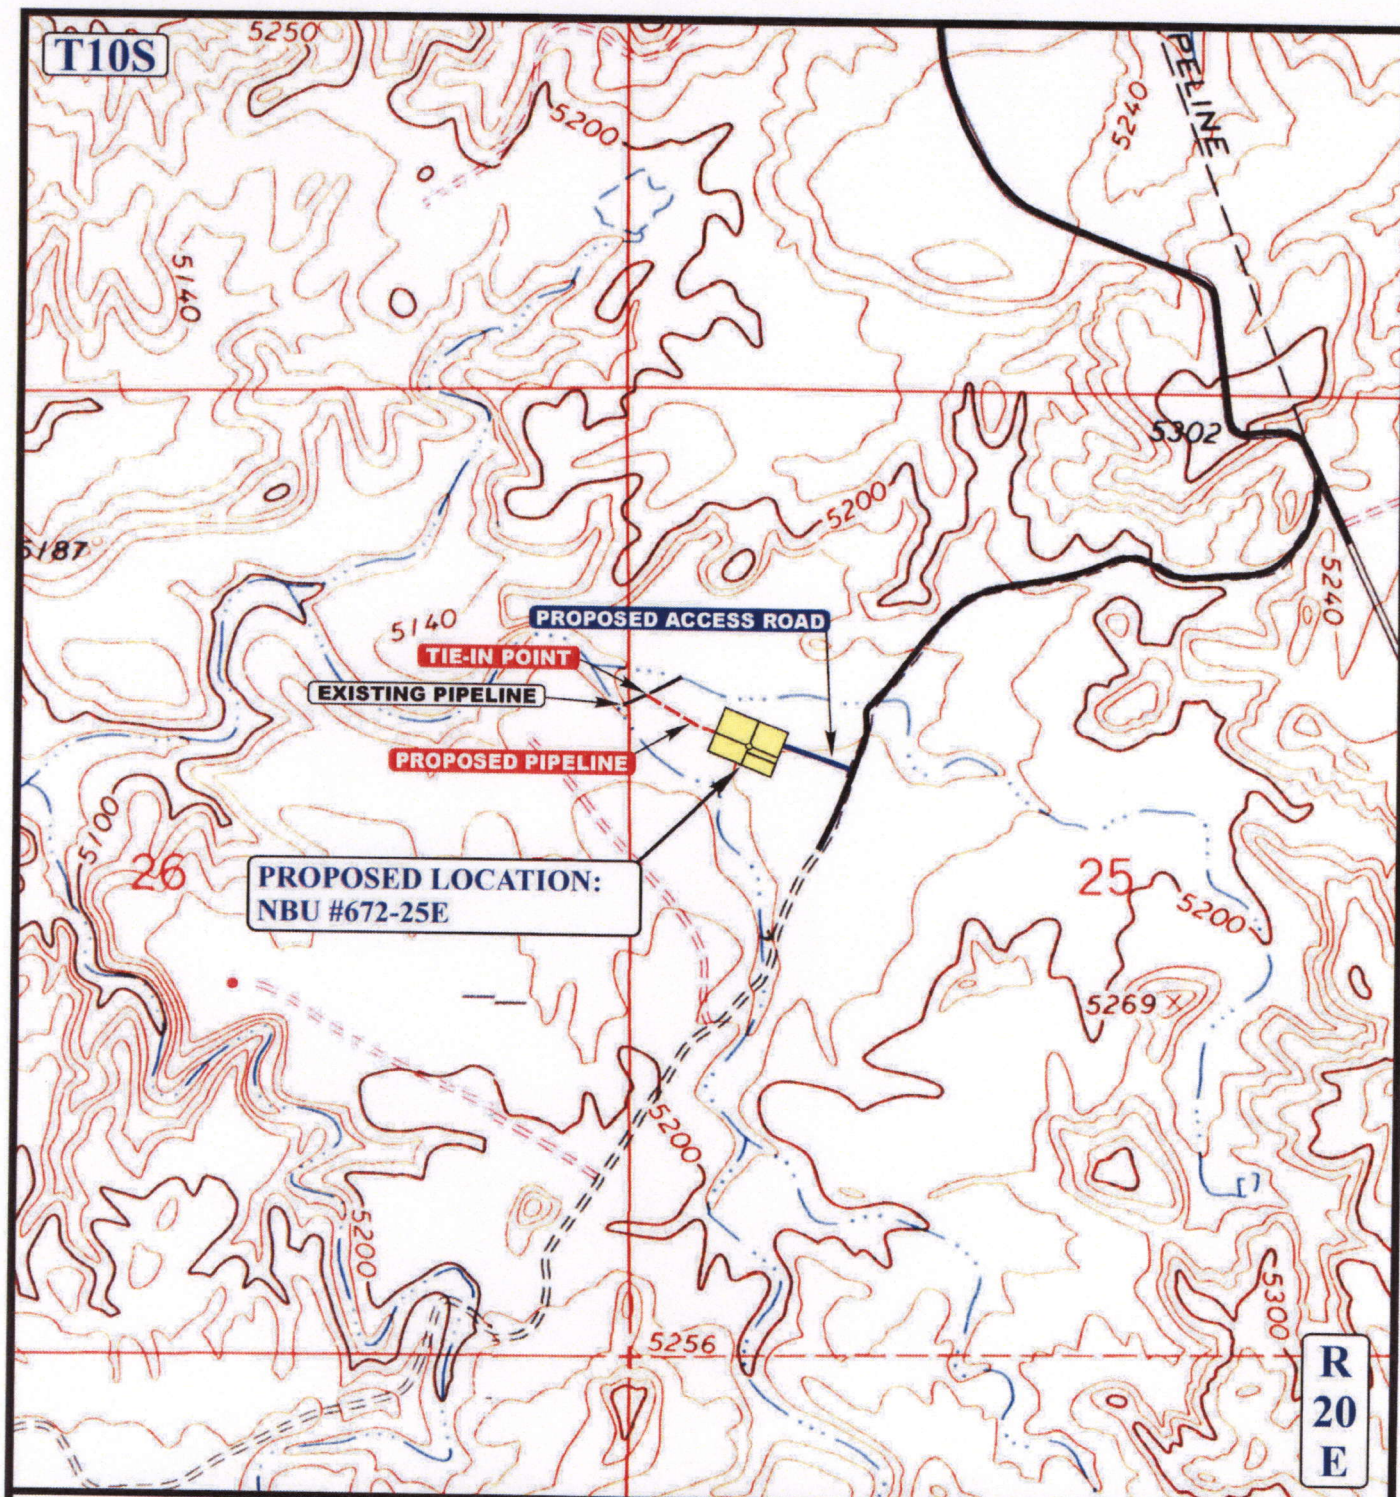 5250
T10S
PELINE
5240
5200
5140
5302
5200
5187
5240
PROPOSED ACCESS ROAD
5140
TIE-IN POINT
EXISTING PIPELINE
PROPOSED PIPELINE
5100
26
25
PROPOSED LOCATION:
NBU #672-25E
5200
5269
5200
5200
5300
5256
R
20
E